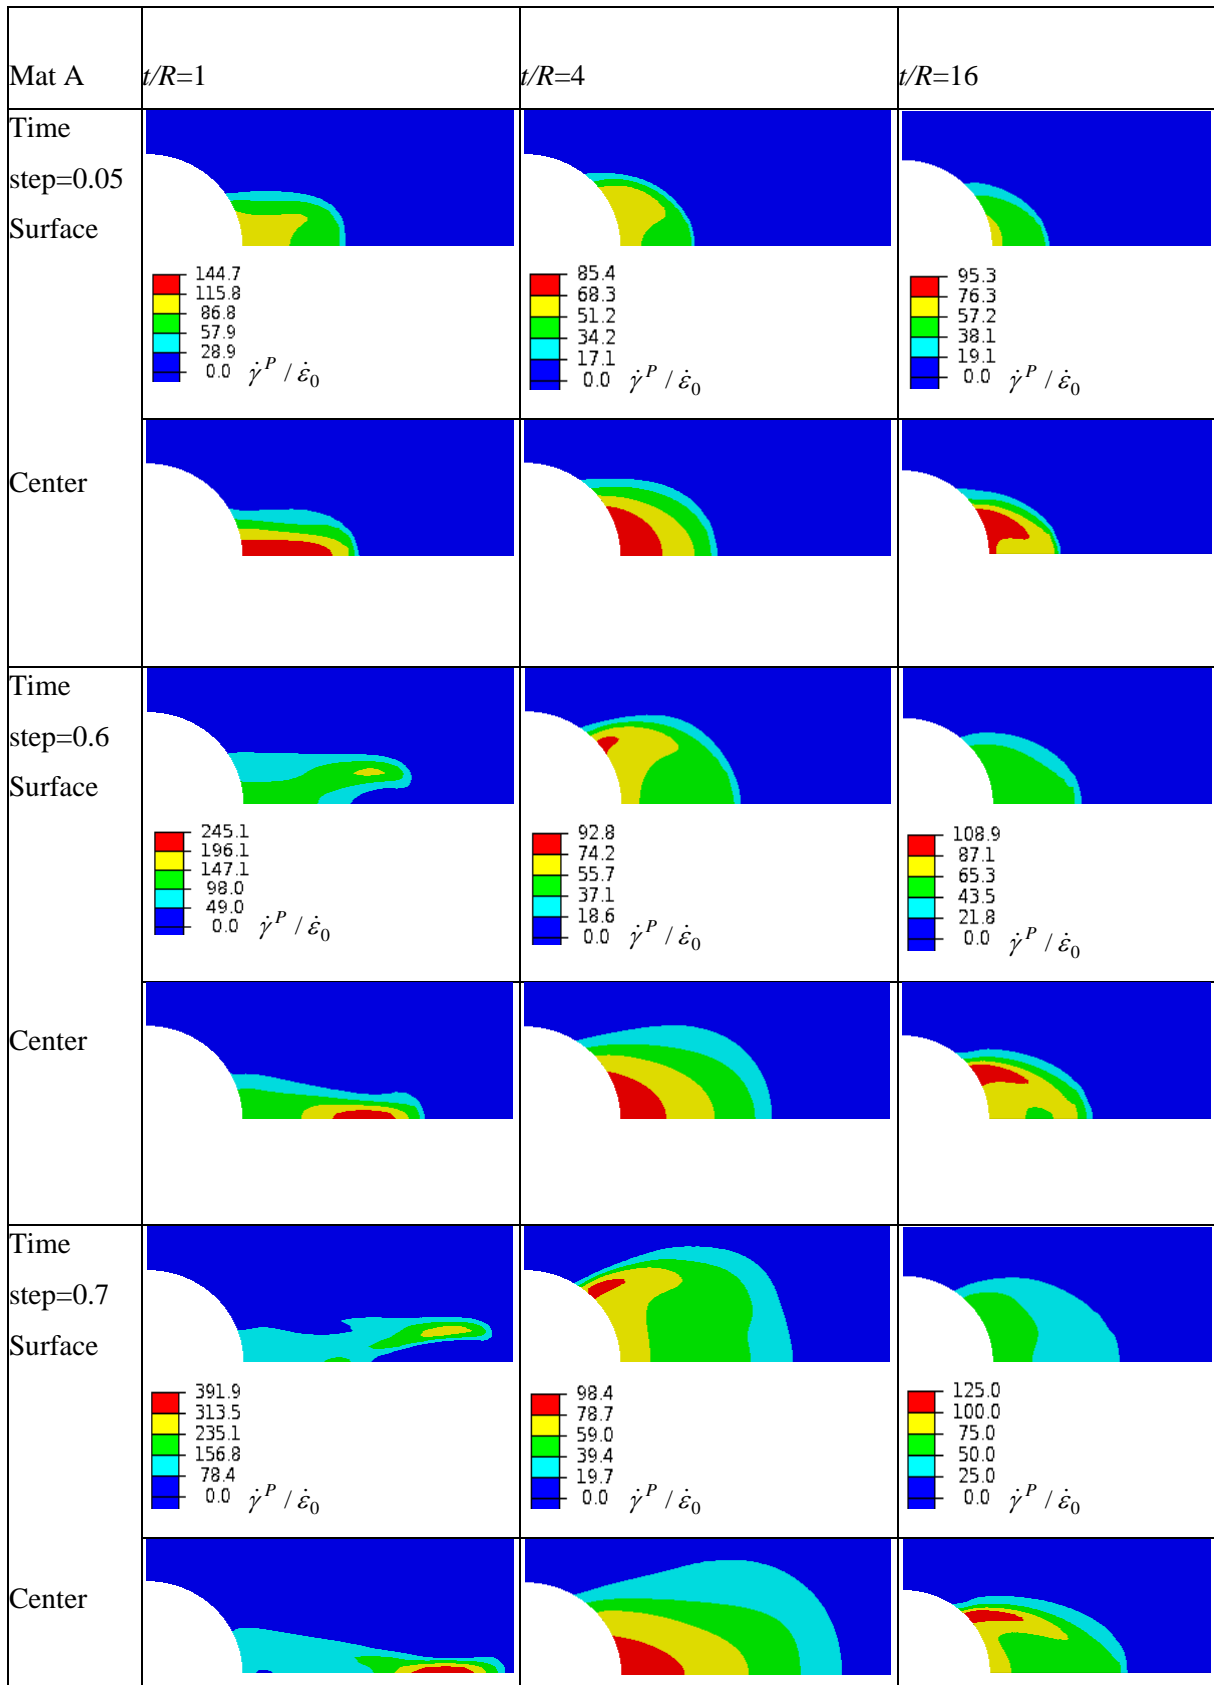 Mat A
t/R=1
t/R=4
t/R=16
Time
step=0.05
Surface
144.7
115.8
86.8
57.9
28.9
0.0
γ̇ᴾ / ε̇₀
85.4
68.3
51.2
34.2
17.1
0.0
γ̇ᴾ / ε̇₀
95.3
76.3
57.2
38.1
19.1
0.0
γ̇ᴾ / ε̇₀
Center
Time
step=0.6
Surface
245.1
196.1
147.1
98.0
49.0
0.0
γ̇ᴾ / ε̇₀
92.8
74.2
55.7
37.1
18.6
0.0
γ̇ᴾ / ε̇₀
108.9
87.1
65.3
43.5
21.8
0.0
γ̇ᴾ / ε̇₀
Center
Time
step=0.7
Surface
391.9
313.5
235.1
156.8
78.4
0.0
γ̇ᴾ / ε̇₀
98.4
78.7
59.0
39.4
19.7
0.0
γ̇ᴾ / ε̇₀
125.0
100.0
75.0
50.0
25.0
0.0
γ̇ᴾ / ε̇₀
Center